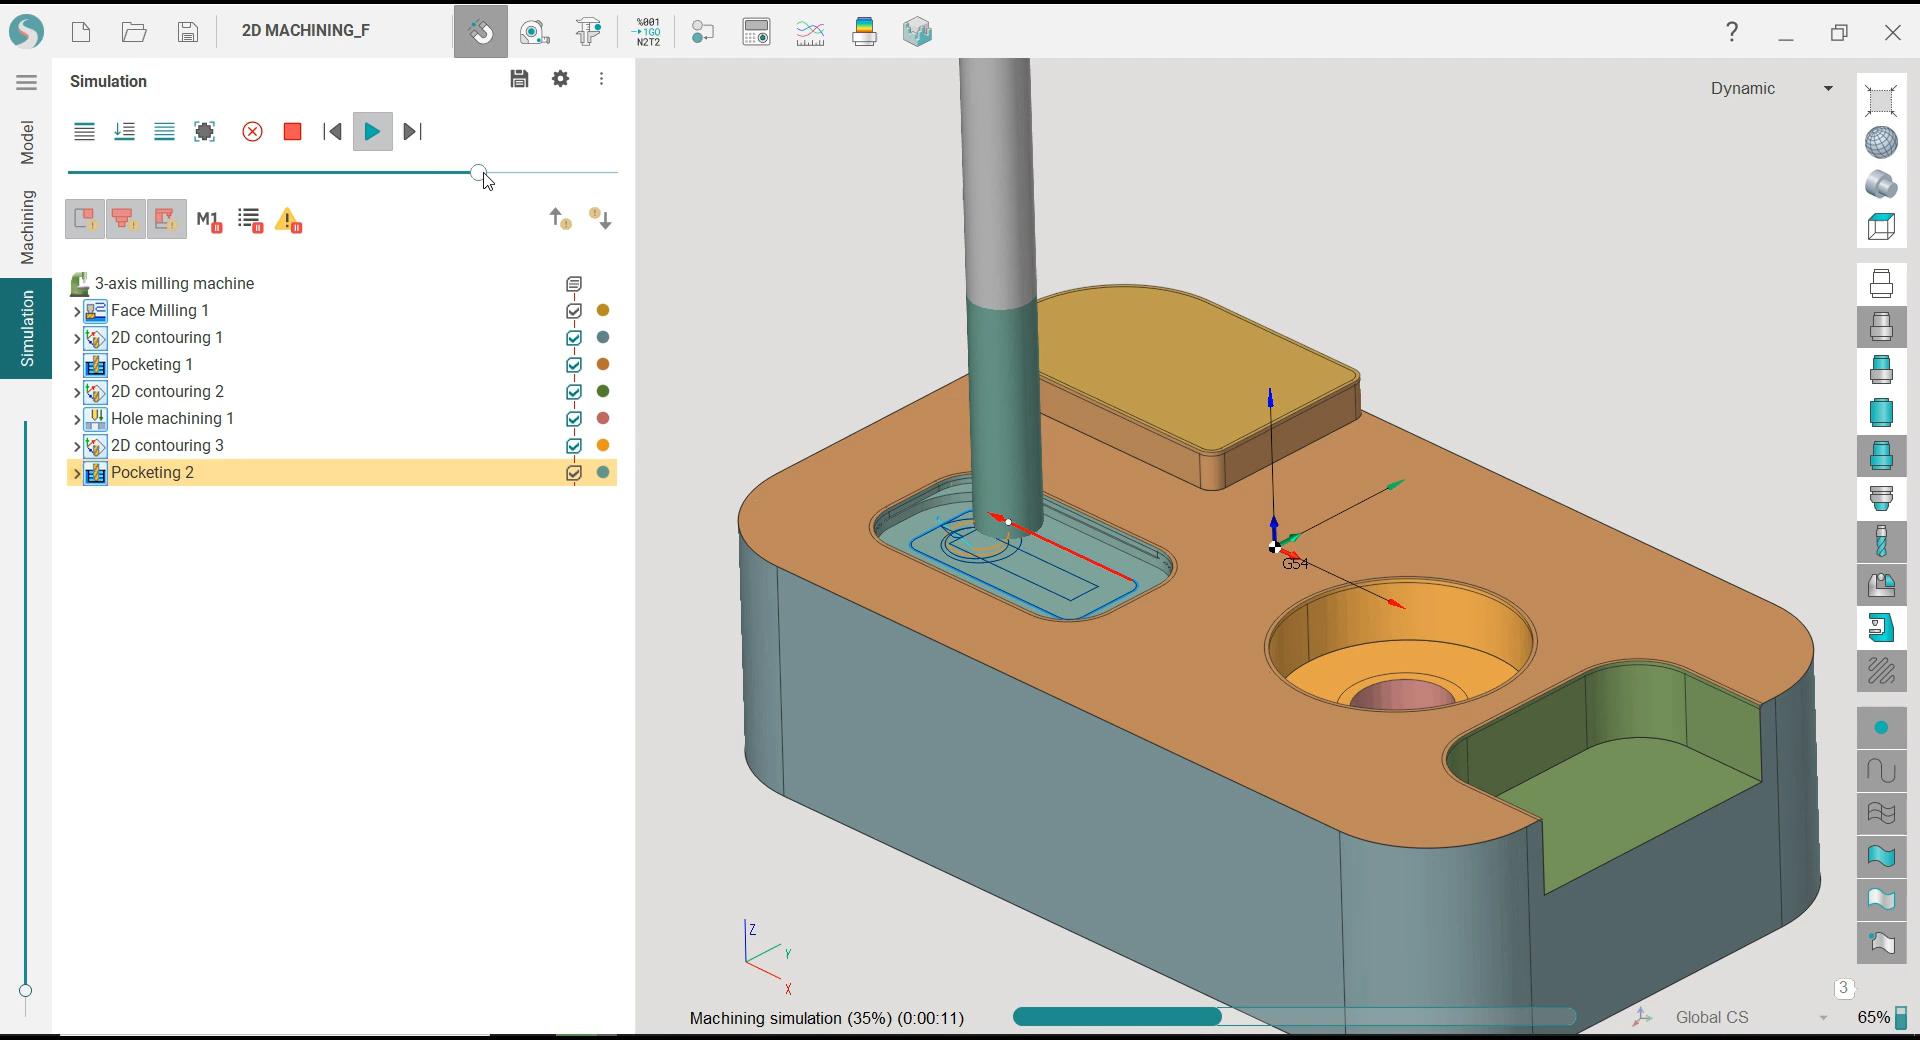 2D MACHINING_F
%001
1G0
N2T2
?
Simulation
Dynamic
Model
Machining
Simulation
M1
3-axis milling machine
Face Milling 1
2D contouring 1
Pocketing 1
2D contouring 2
Hole machining 1
2D contouring 3
Pocketing 2
G54
Z
Y
X
3
Machining simulation (35%) (0:00:11)
Global CS
65%